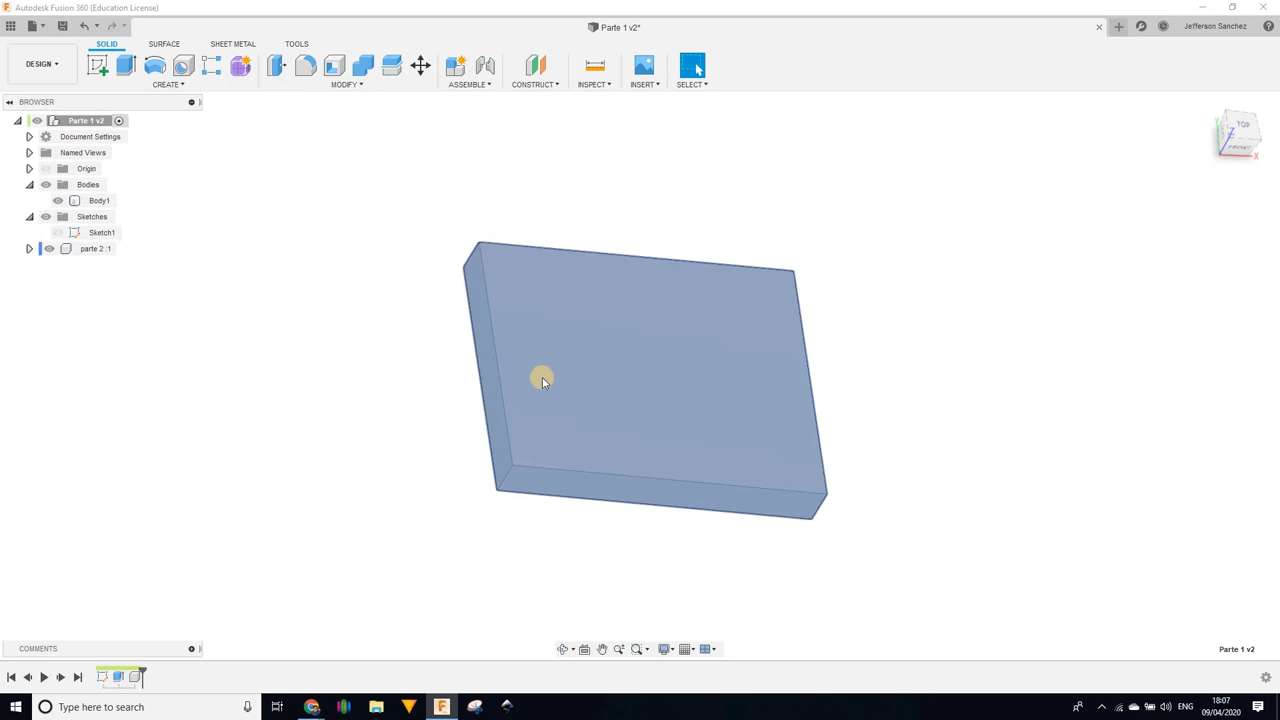 Autodesk Fusion 360 (Education License)
Parte 1 v2*
Jefferson Sanchez
SOLID
SURFACE
SHEET METAL
TOOLS
DESIGN
CREATE
MODIFY
ASSEMBLE
CONSTRUCT
INSPECT
INSERT
SELECT
BROWSER
Parte 1 v2
Document Settings
Named Views
Origin
Bodies
Body1
Sketches
Sketch1
parte 2 :1
TOP
FRONT
Y
Z
X
COMMENTS
Parte 1 v2
Type here to search
ENG
18:07
09/04/2020